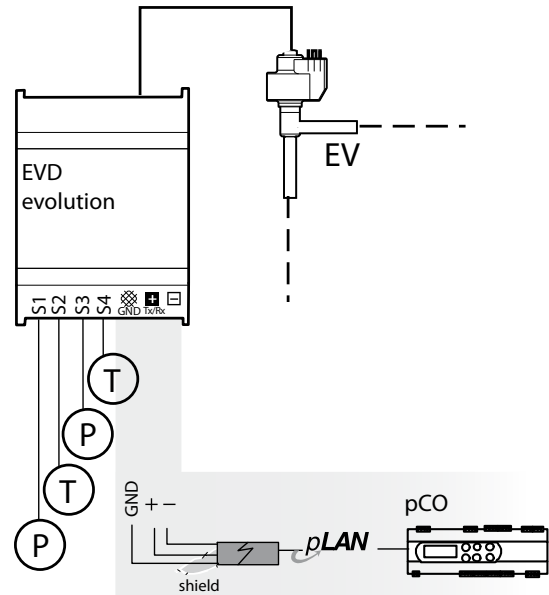 EV
EVD
evolution
S1 S2 S3 S4 GND Tx/Rx
T
P
T
P
GND + −
pCO
pLAN
shield